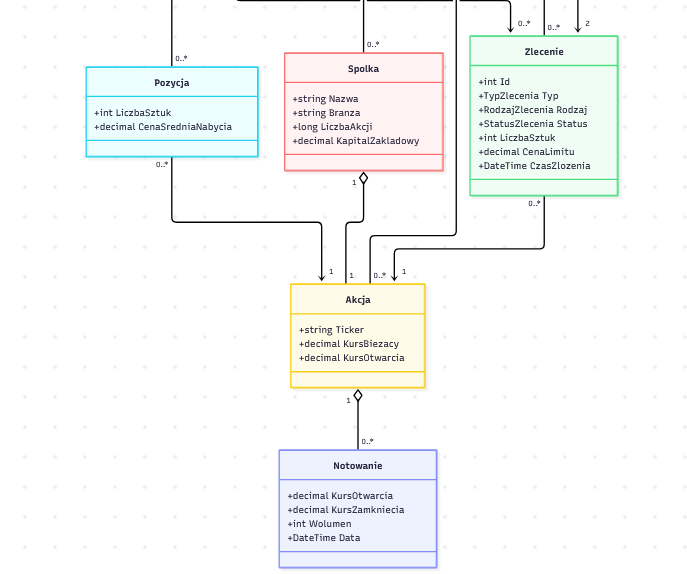 0..*
2
0..*
0..*
0..*
Pozycja
+int LiczbaSztuk
+decimal CenaSredniaNabycia
0..*
Spolka
+string Nazwa
+string Branza
+long LiczbaAkcji
+decimal KapitalZakladowy
1
Zlecenie
+int Id
+TypZlecenia Typ
+RodzajZlecenia Rodzaj
+StatusZlecenia Status
+int LiczbaSztuk
+decimal CenaLimitu
+DateTime CzasZlozenia
0..*
1
1
0..*
1
Akcja
+string Ticker
+decimal KursBiezacy
+decimal KursOtwarcia
1
0..*
Notowanie
+decimal KursOtwarcia
+decimal KursZamkniecia
+int Wolumen
+DateTime Data